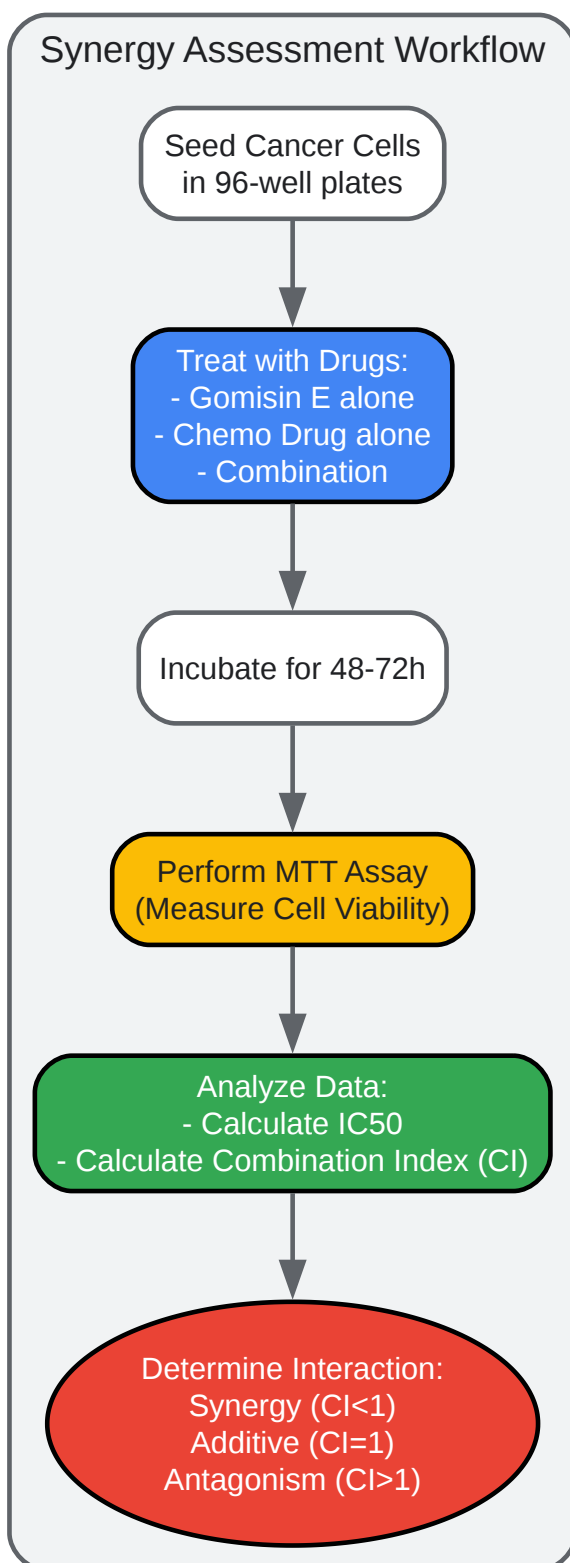 Synergy Assessment Workflow
Seed Cancer Cells
in 96-well plates
Treat with Drugs:
- Gomisin E alone
- Chemo Drug alone
- Combination
Incubate for 48-72h
Perform MTT Assay
(Measure Cell Viability)
Analyze Data:
- Calculate IC50
- Calculate Combination Index (CI)
Determine Interaction:
Synergy (CI<1)
Additive (CI=1)
Antagonism (CI>1)